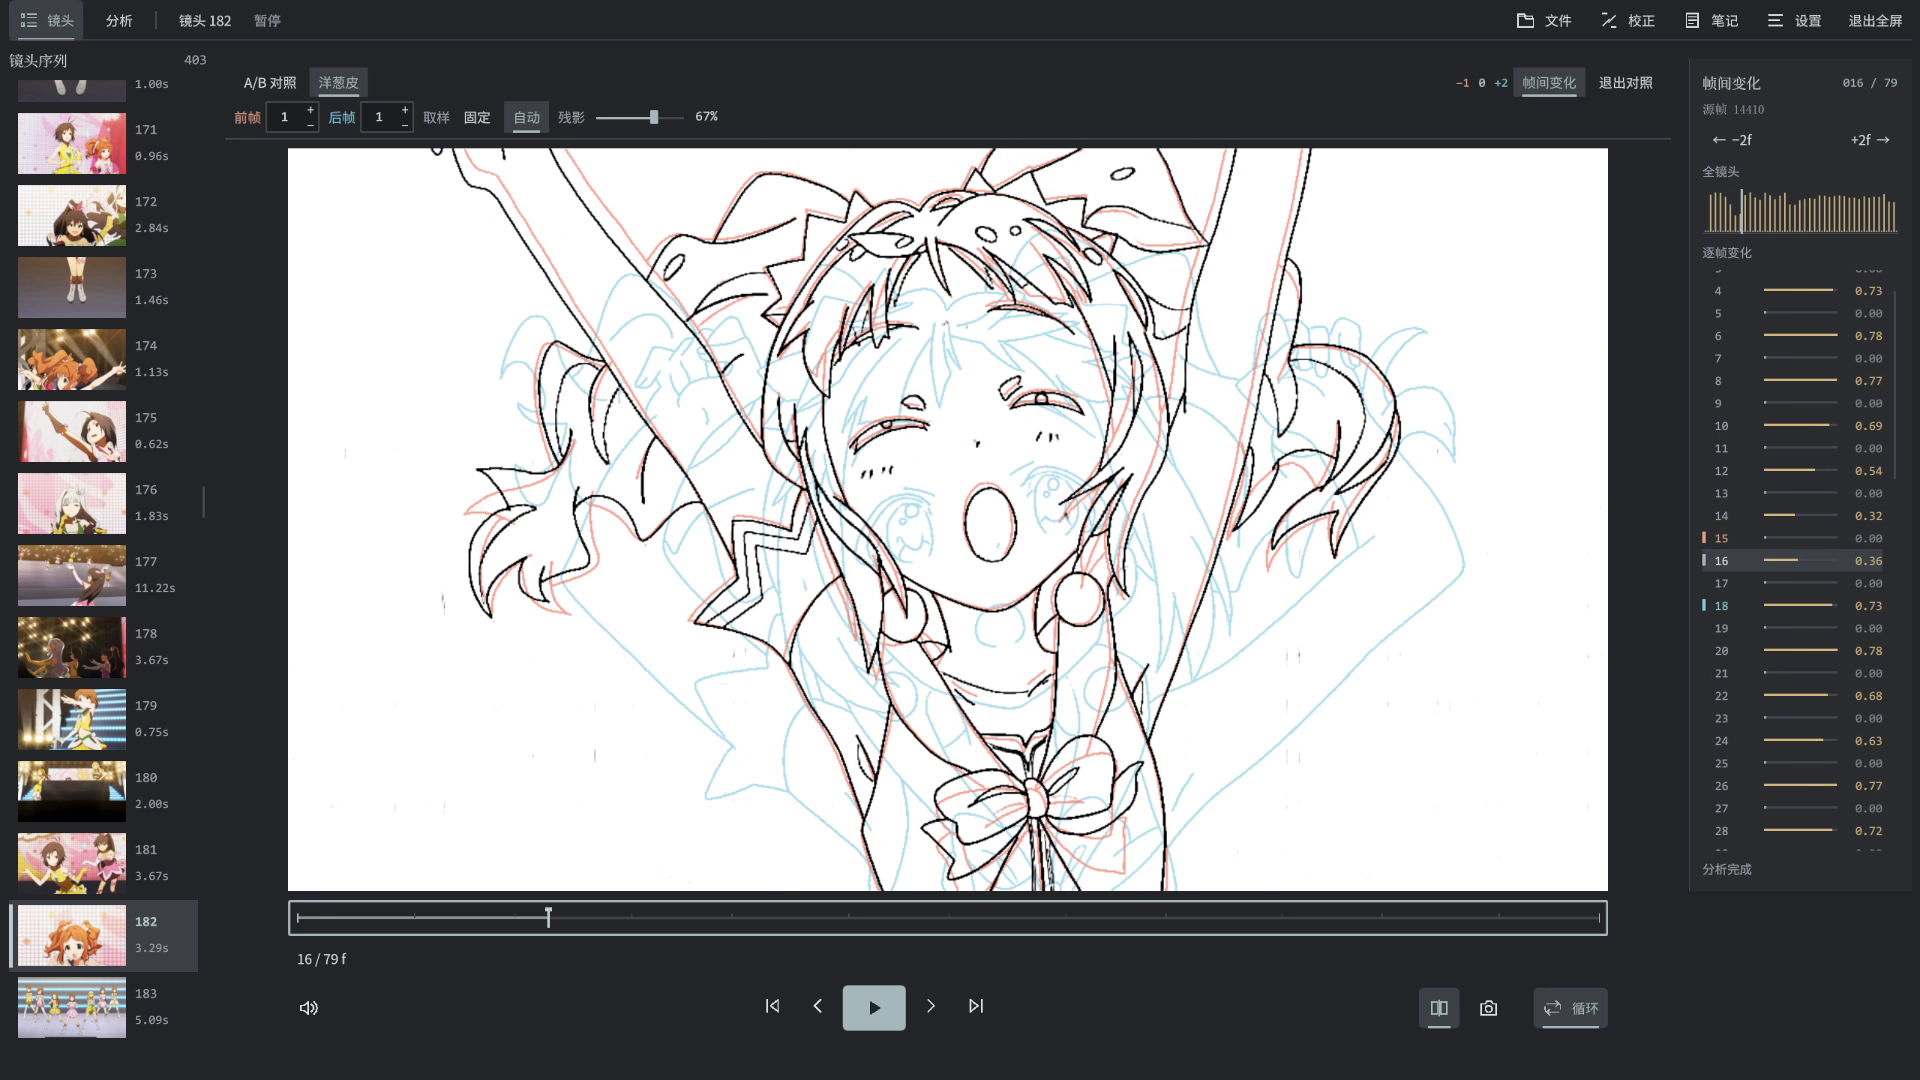 镜头 分析 镜头 182 暂停 文件 校正 笔记 设置 退出全屏
镜头序列 403
1.00s
171
0.96s
172
2.84s
173
1.46s
174
1.13s
175
0.62s
176
1.83s
177
11.22s
178
3.67s
179
0.75s
180
2.00s
181
3.67s
182
3.29s
183
5.09s
A/B 对照 洋葱皮 −1 0 +2 帧间变化 退出对照
前帧 1 + − 后帧 1 + − 取样 固定 自动 残影 67%
16 / 79 f
循环
帧间变化 016 / 79
源帧 14410
← −2f +2f →
全镜头
逐帧变化
4 0.73
5 0.00
6 0.78
7 0.00
8 0.77
9 0.00
10 0.69
11 0.00
12 0.54
13 0.00
14 0.32
15 0.00
16 0.36
17 0.00
18 0.73
19 0.00
20 0.78
21 0.00
22 0.68
23 0.00
24 0.63
25 0.00
26 0.77
27 0.00
28 0.72
分析完成